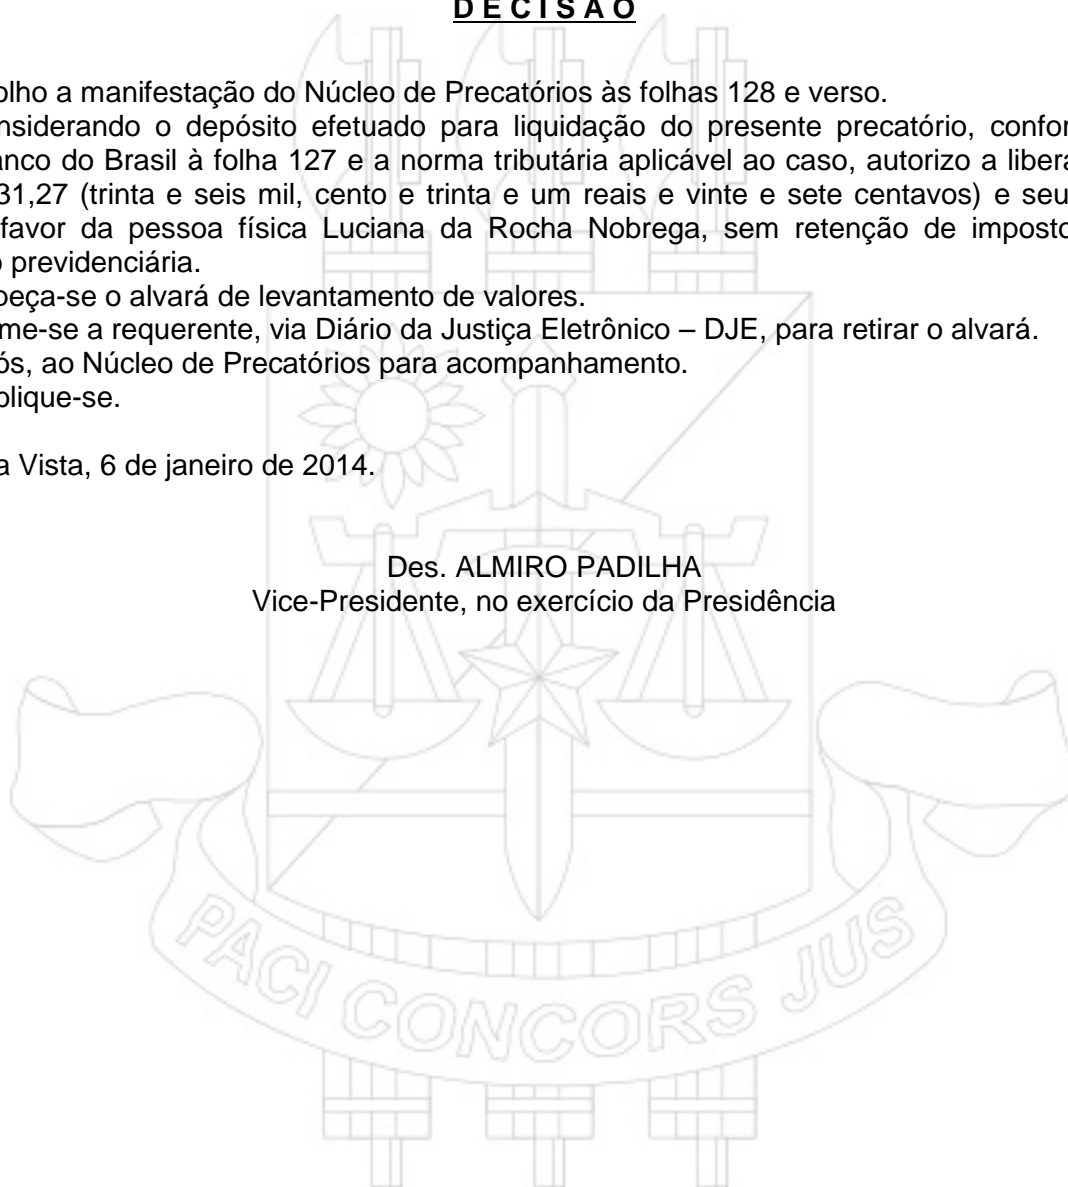 D E C I S Ã O
olho a manifestação do Núcleo de Precatórios às folhas 128 e verso.
nsiderando o depósito efetuado para liquidação do presente precatório, confor
anco do Brasil à folha 127 e a norma tributária aplicável ao caso, autorizo a libera
31,27 (trinta e seis mil, cento e trinta e um reais e vinte e sete centavos) e seu
favor da pessoa física Luciana da Rocha Nobrega, sem retenção de imposto
o previdenciária.
peça-se o alvará de levantamento de valores.
me-se a requerente, via Diário da Justiça Eletrônico – DJE, para retirar o alvará.
ós, ao Núcleo de Precatórios para acompanhamento.
blique-se.
a Vista, 6 de janeiro de 2014.
Des. ALMIRO PADILHA
Vice-Presidente, no exercício da Presidência
PACI CONCORS JUS